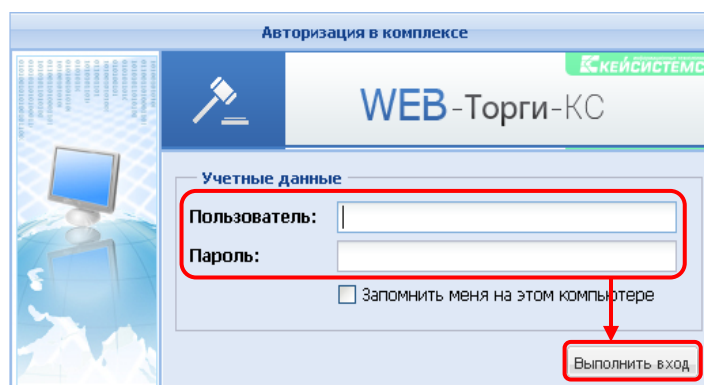 Авторизация в комплексе
КЕЙСИСТЕМС
WEB-Торги-КС
Учетные данные
Пользователь:
Пароль:
Запомнить меня на этом компьютере
Выполнить вход